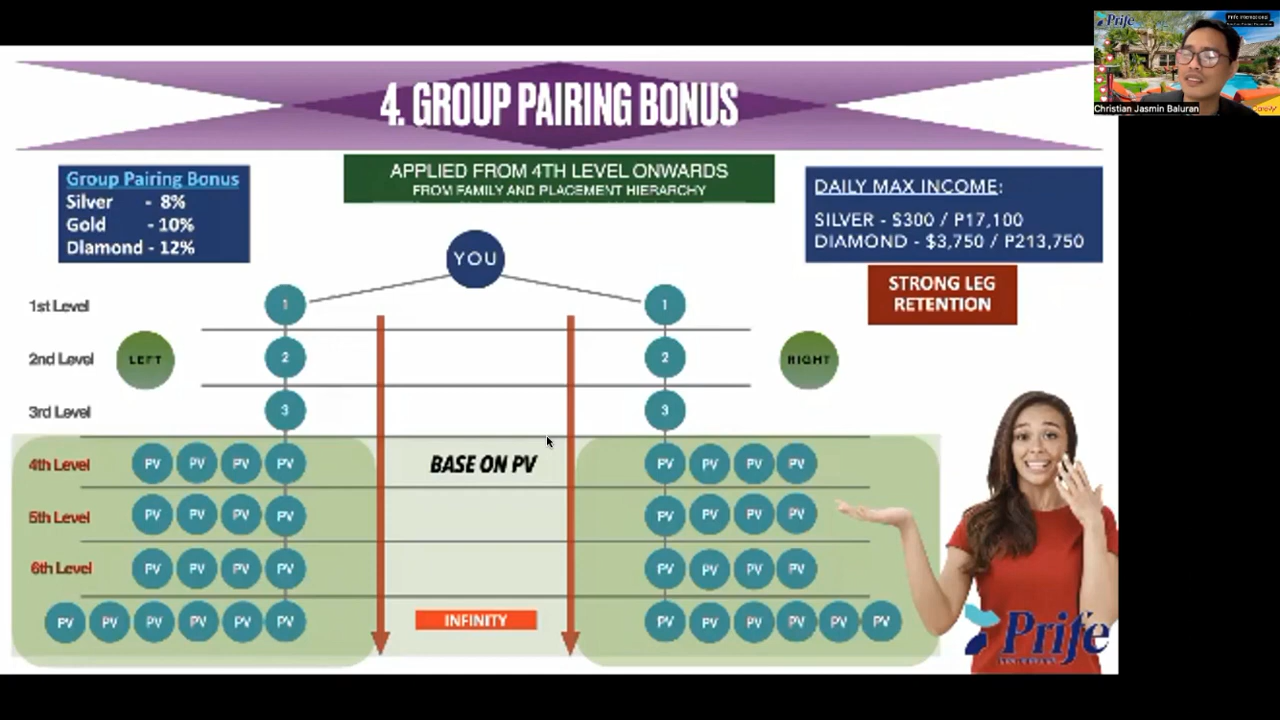 4. GROUP PAIRING BONUS
Group Pairing Bonus
Silver - 8%
Gold - 10%
Diamond - 12%
APPLIED FROM 4TH LEVEL ONWARDS
FROM FAMILY AND PLACEMENT HIERARCHY
DAILY MAX INCOME:
SILVER - $300 / P17,100
DIAMOND - $3,750 / P213,750
STRONG LEG
RETENTION
YOU
1st Level 1 1
LEFT 2nd Level 2 2 RIGHT
3rd Level 3 3
4th Level PV PV PV PV BASE ON PV PV PV PV PV
5th Level PV PV PV PV PV PV PV PV
6th Level PV PV PV PV PV PV PV PV
PV PV PV PV PV PV INFINITY PV PV PV PV PV PV
Prife
Prife
Prife International
Christian Jasmin Baluran